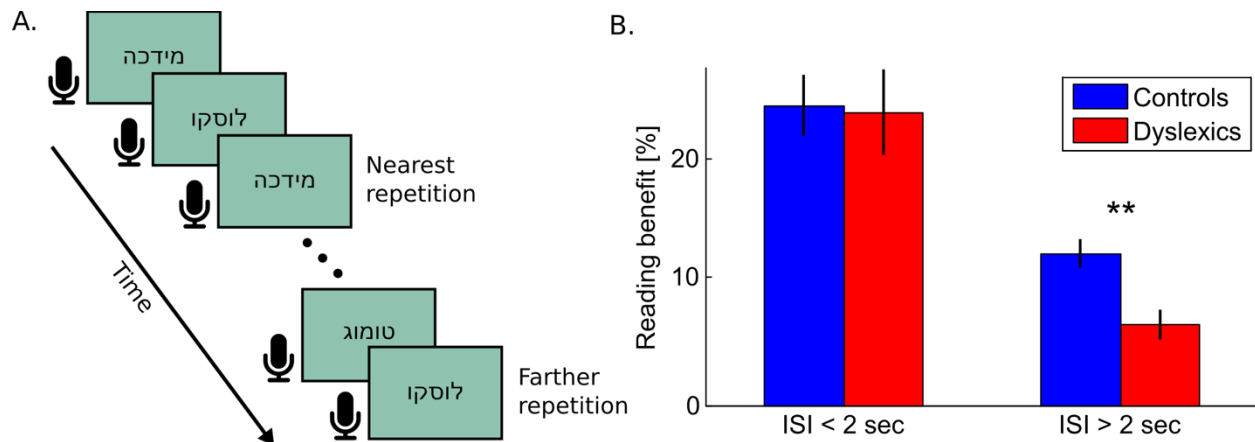 A.
מידכה
לוסקו
מידכה
Nearest
repetition
Time
טומוג
לוסקו
Farther
repetition
B.
Reading benefit [%]
20
10
0
Controls
Dyslexics
**
ISI < 2 sec
ISI > 2 sec